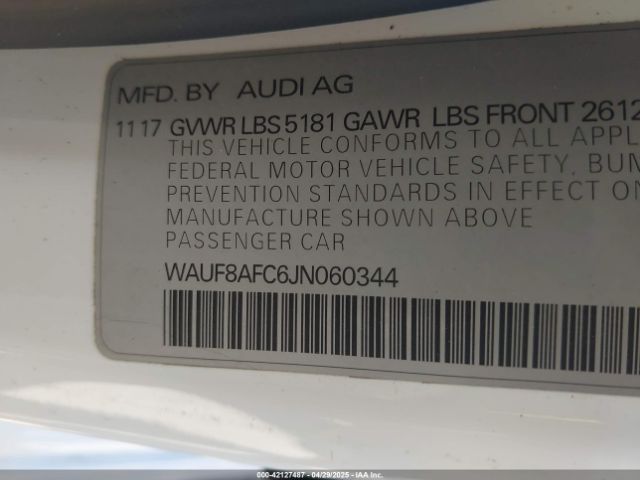 MFD. BY AUDI AG
11 17 GVWR LBS 5181 GAWR LBS FRONT 2612
THIS VEHICLE CONFORMS TO ALL APPL
FEDERAL MOTOR VEHICLE SAFETY, BUM
PREVENTION STANDARDS IN EFFECT ON
MANUFACTURE SHOWN ABOVE
PASSENGER CAR
WAUF8AFC6JN060344
000-42127487 - 04/29/2025 - IAA Inc.